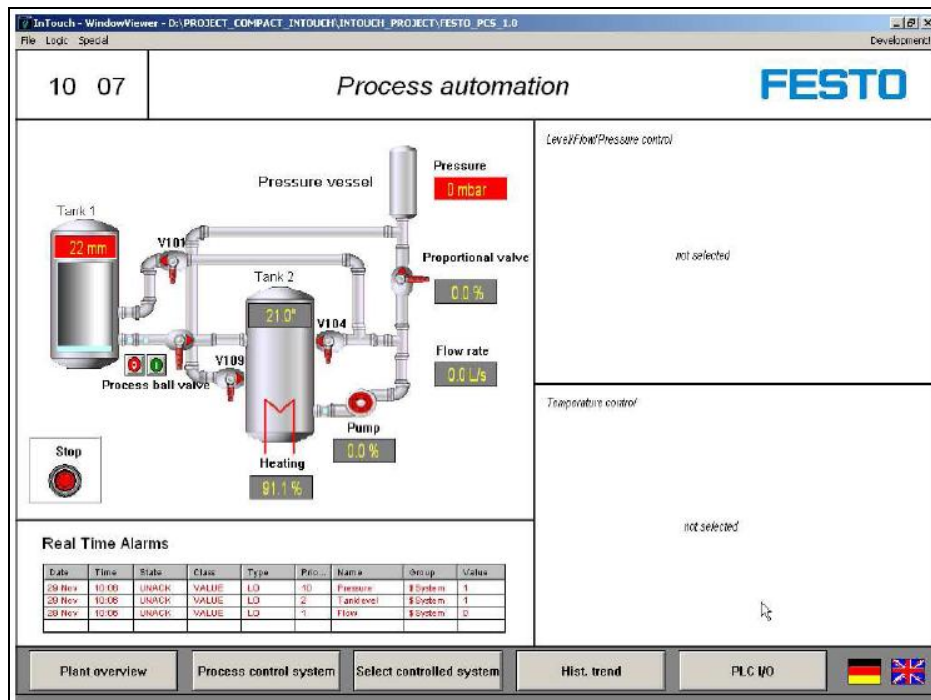 InTouch - WindowViewer - D:\PROJECT_COMPACT_INTOUCH\INTOUCH_PROJECT\FESTO_PCS_1.0
File Logic Special
Development!
10 07
Process automation
FESTO
Level/Flow/Pressure control
not selected
Pressure
0 mbar
Pressure vessel
Tank 1
22 mm
V101
Proportional valve
0.0 %
Tank 2
21.0°
V104
Flow rate
0.0 L/s
V109
Process ball valve
Pump
0.0 %
Stop
Heating
91.1 %
Temperature control
not selected
Real Time Alarms
Date Time State Class Type Prio... Name Group Value
29 Nov 10:06 UNACK VALUE LO 10 Pressure $System 1
29 Nov 10:06 UNACK VALUE LO 2 Tanklevel $System 1
29 Nov 10:06 UNACK VALUE LO 1 Flow $System 0
Plant overview
Process control system
Select controlled system
Hist. trend
PLC I/O